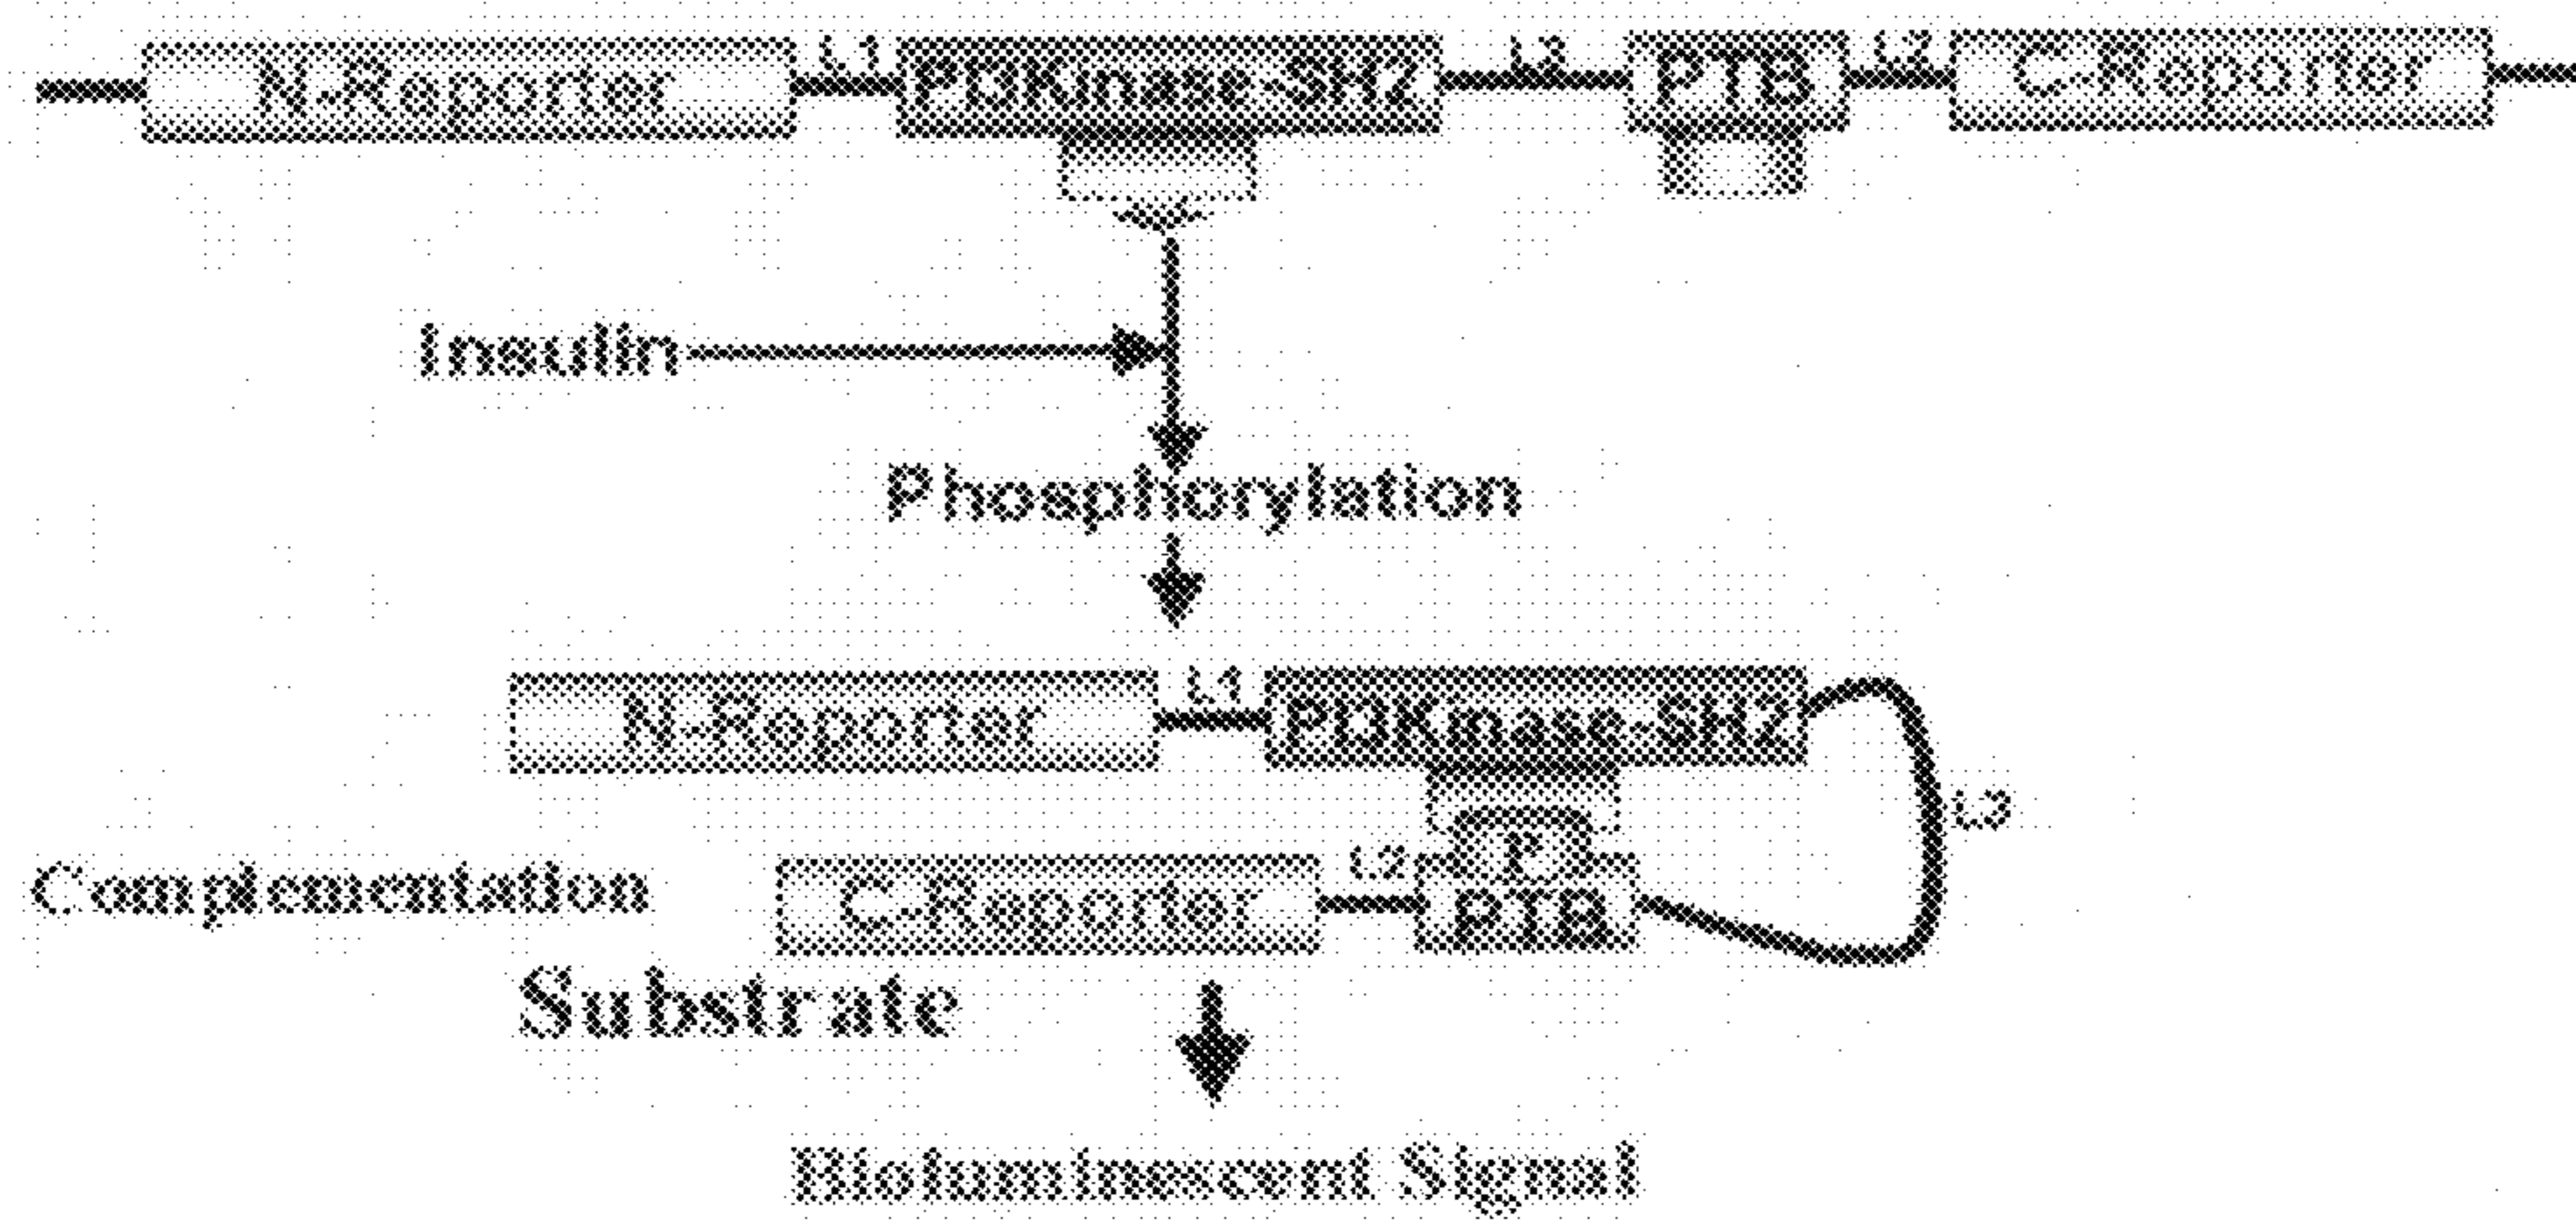 N-Reporter L1 PI3Kinase-SH2 L3 PTB L2 C-Reporter
Insulin
Phosphorylation
N-Reporter L1 PI3Kinase-SH2
L3
P
Complementation C-Reporter L2 PTB
Substrate
Bioluminescent Signal